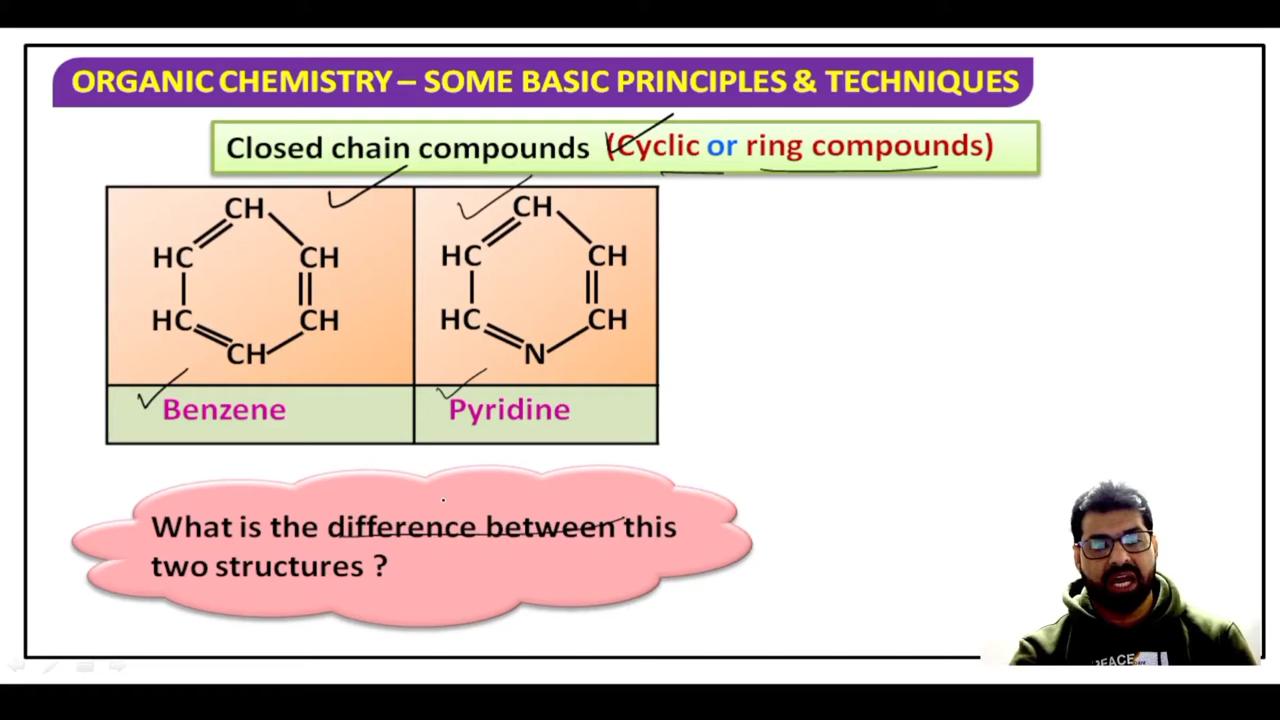 ORGANIC CHEMISTRY – SOME BASIC PRINCIPLES & TECHNIQUES
Closed chain compounds (Cyclic or ring compounds)
CH CH
HC CH HC CH
HC CH HC CH
CH N
Benzene Pyridine
What is the difference between this
two structures ?